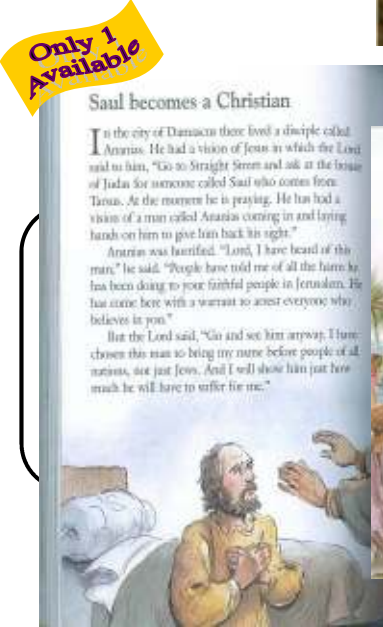 Only 1
Available
Saul becomes a Christian
In the city of Damascus there lived a disciple called
Ananias. He had a vision of Jesus in which the Lord
said to him, "Go to Straight Street and ask at the house
of Judas for someone called Saul who comes from
Tarsus. At the moment he is praying. He has had a
vision of a man called Ananias coming in and laying
hands on him to give him back his sight."
Ananias was horrified. "Lord, I have heard of this
man," he said. "People have told me of all the harm he
has been doing to your faithful people in Jerusalem. He
has come here with a warrant to arrest everyone who
believes in you."
But the Lord said, "Go and see him anyway. I have
chosen this man to bring my name before people of all
nations, not just Jews. And I will show him just how
much he will have to suffer for me."